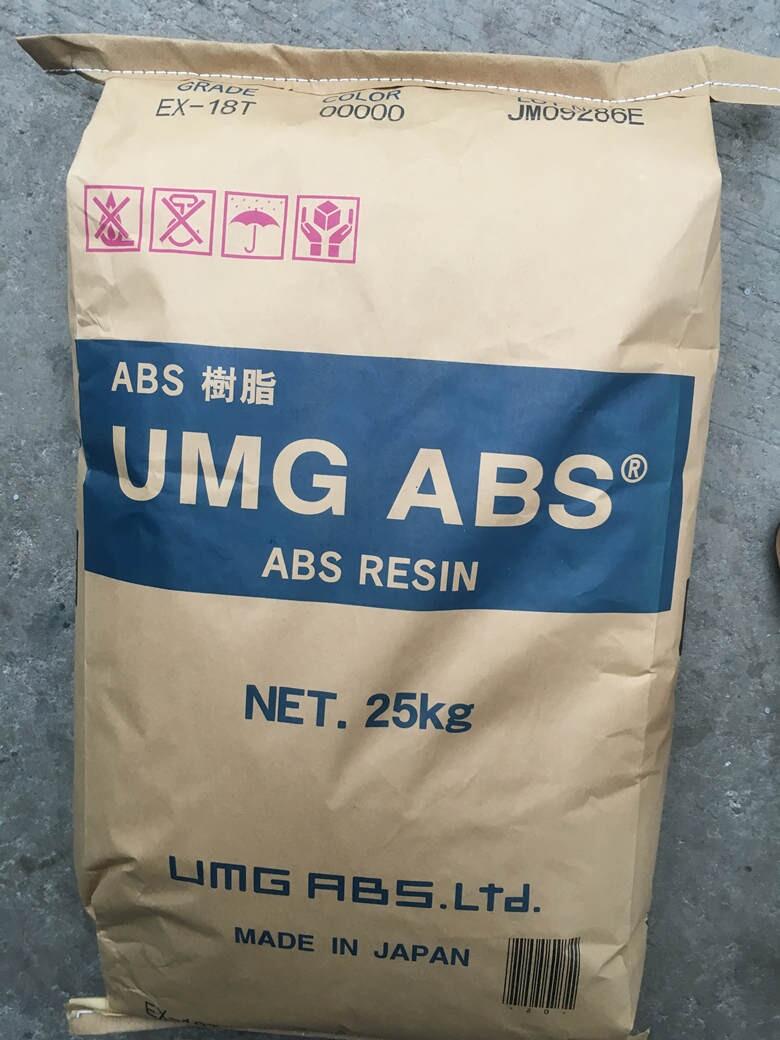 GRADE COLOR
EX-18T 00000 JM09286E
ABS 樹脂
UMG ABS®
ABS RESIN
NET. 25kg
UMG ABS.Ltd.
MADE IN JAPAN